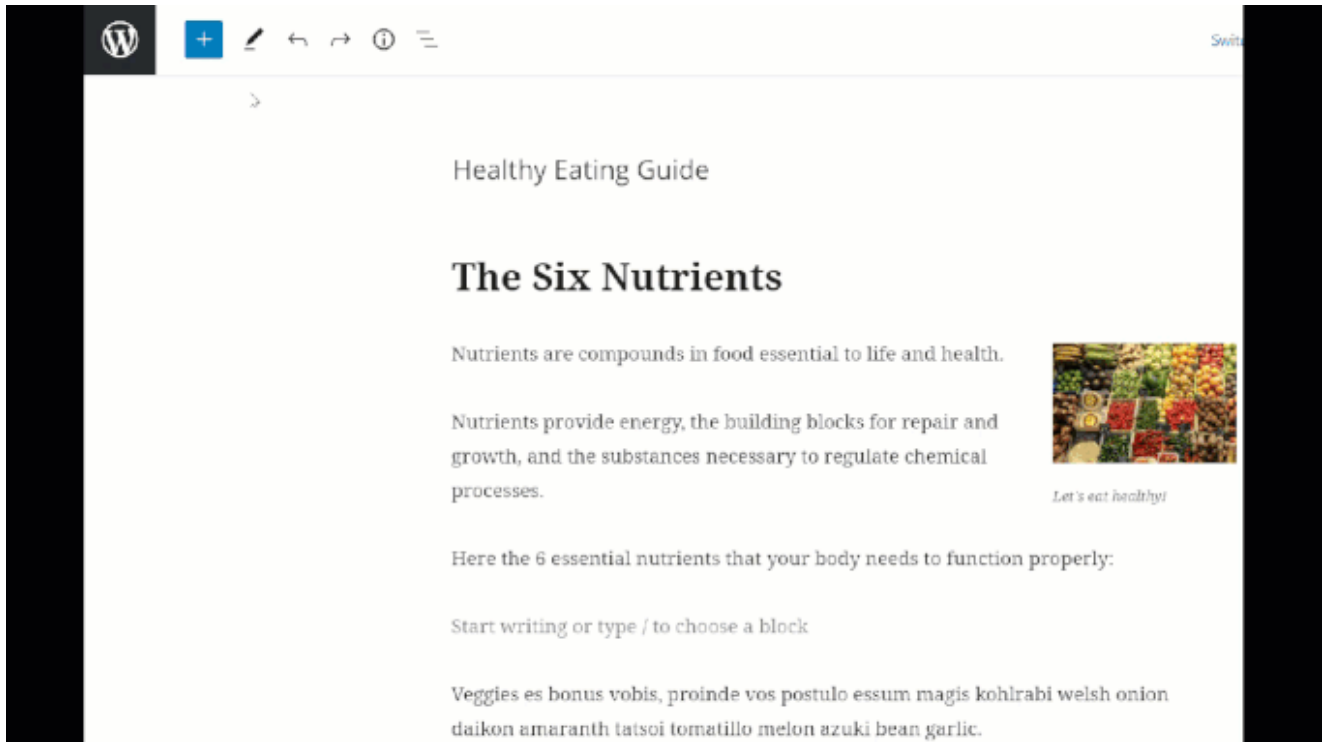 Healthy Eating Guide
The Six Nutrients
Nutrients are compounds in food essential to life and health.
Nutrients provide energy, the building blocks for repair and
growth, and the substances necessary to regulate chemical
processes.
Let's eat healthy!
Here the 6 essential nutrients that your body needs to function properly:
Start writing or type / to choose a block
Veggies es bonus vobis, proinde vos postulo essum magis kohlrabi welsh onion
daikon amaranth tatsoi tomatillo melon azuki bean garlic.